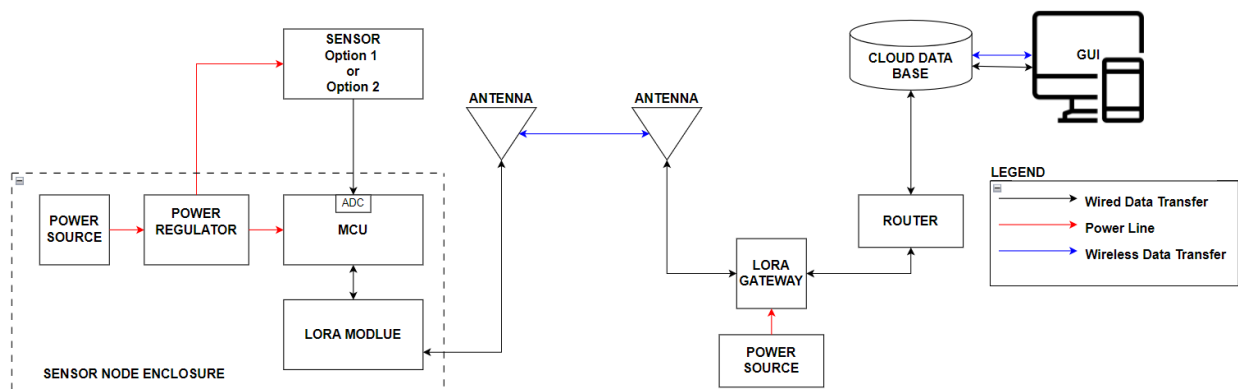 SENSOR
Option 1
or
Option 2
ANTENNA
ANTENNA
CLOUD DATA
BASE
GUI
LEGEND
Wired Data Transfer
Power Line
Wireless Data Transfer
POWER
SOURCE
POWER
REGULATOR
ADC
MCU
ROUTER
LORA
GATEWAY
LORA MODLUE
POWER
SOURCE
SENSOR NODE ENCLOSURE